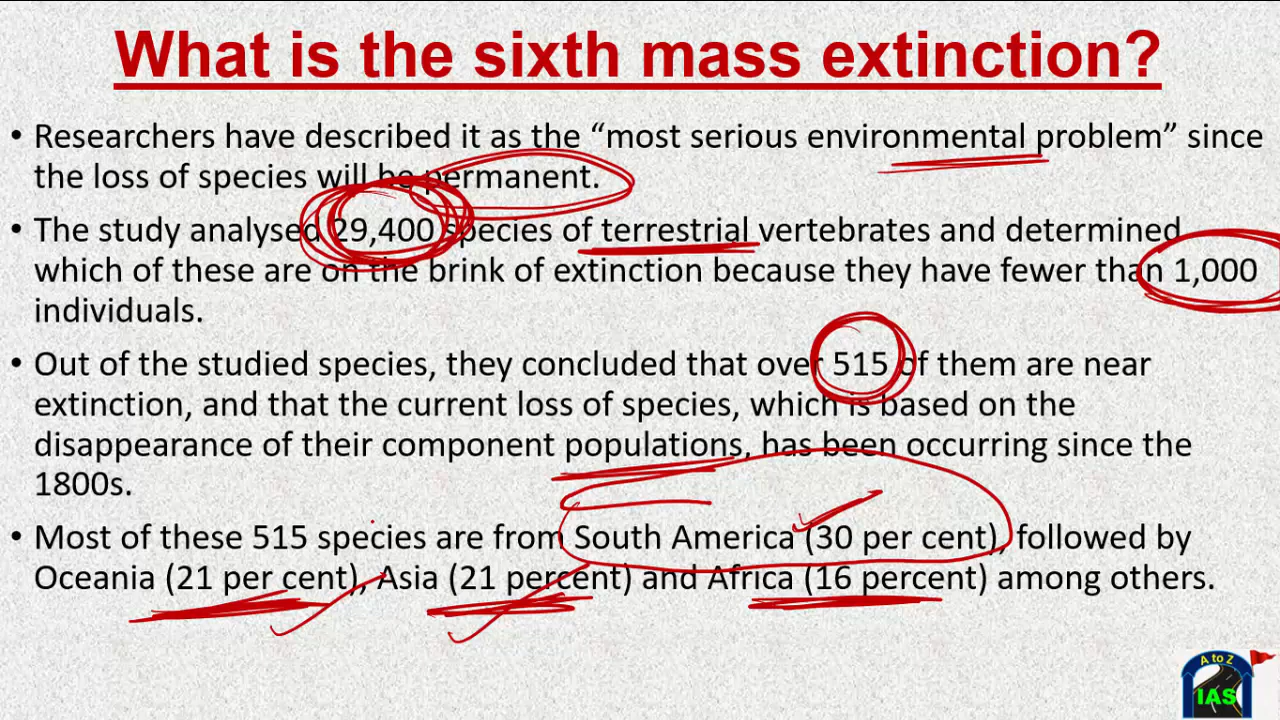 What is the sixth mass extinction?
• Researchers have described it as the “most serious environmental problem” since
the loss of species will be permanent.
• The study analysed 29,400 species of terrestrial vertebrates and determined
which of these are on the brink of extinction because they have fewer than 1,000
individuals.
• Out of the studied species, they concluded that over 515 of them are near
extinction, and that the current loss of species, which is based on the
disappearance of their component populations, has been occurring since the
1800s.
• Most of these 515 species are from South America (30 per cent), followed by
Oceania (21 per cent), Asia (21 percent) and Africa (16 percent) among others.
A to Z
IAS